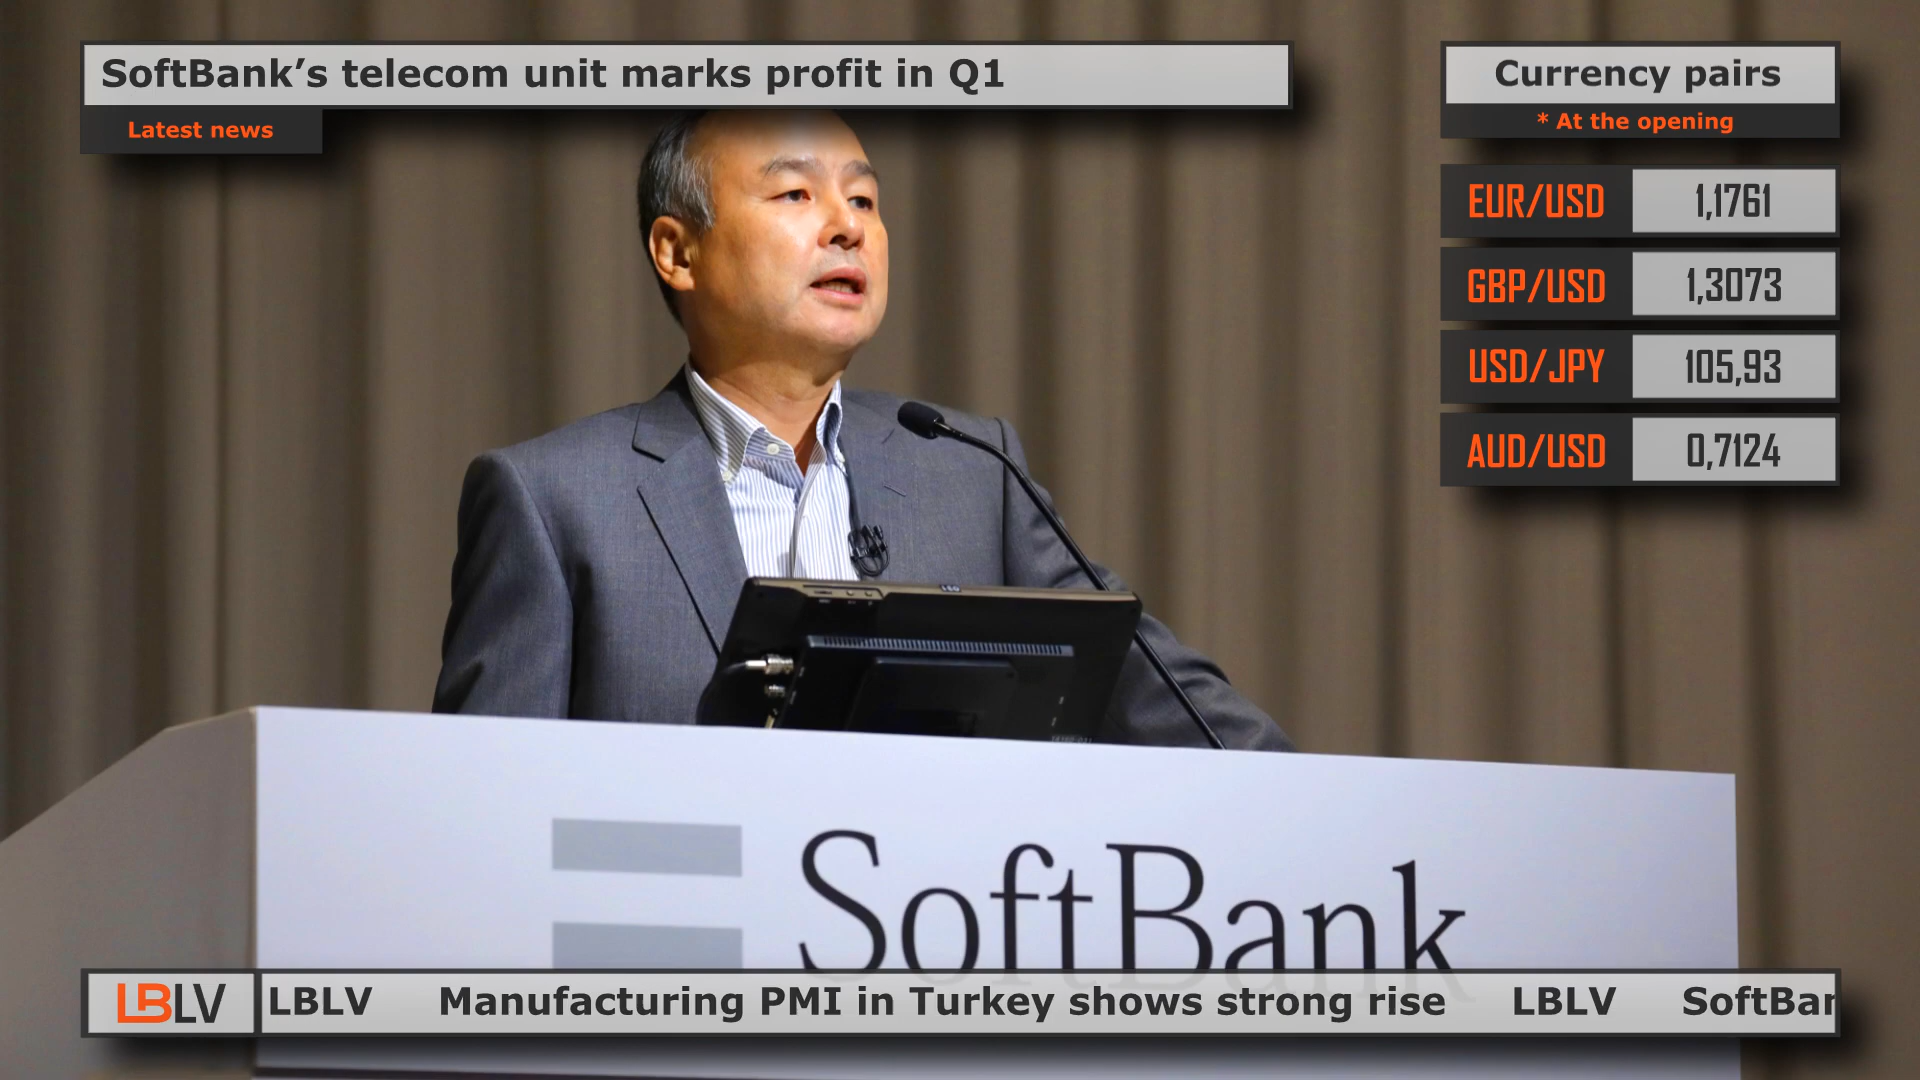 SoftBank’s telecom unit marks profit in Q1
Latest news
Currency pairs
* At the opening
EUR/USD 1,1761
GBP/USD 1,3073
USD/JPY 105,93
AUD/USD 0,7124
SoftBank
LBLV LBLV Manufacturing PMI in Turkey shows strong rise LBLV SoftBan